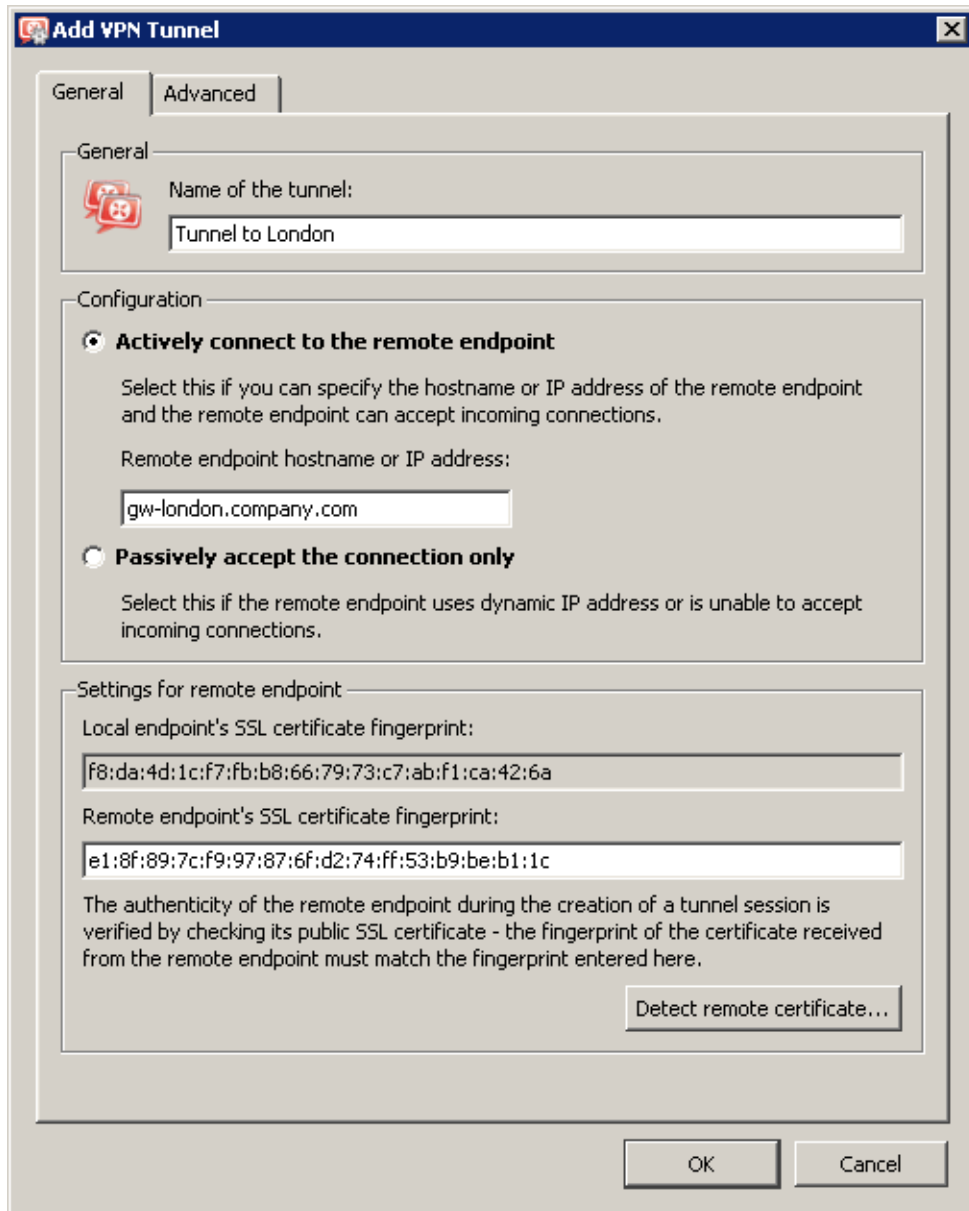 Add VPN Tunnel
General
Advanced
General
Name of the tunnel:
Tunnel to London
Configuration
Actively connect to the remote endpoint
Select this if you can specify the hostname or IP address of the remote endpoint
and the remote endpoint can accept incoming connections.
Remote endpoint hostname or IP address:
gw-london.company.com
Passively accept the connection only
Select this if the remote endpoint uses dynamic IP address or is unable to accept
incoming connections.
Settings for remote endpoint
Local endpoint's SSL certificate fingerprint:
f8:da:4d:1c:f7:fb:b8:66:79:73:c7:ab:f1:ca:42:6a
Remote endpoint's SSL certificate fingerprint:
e1:8f:89:7c:f9:97:87:6f:d2:74:ff:53:b9:be:b1:1c
The authenticity of the remote endpoint during the creation of a tunnel session is
verified by checking its public SSL certificate - the fingerprint of the certificate received
from the remote endpoint must match the fingerprint entered here.
Detect remote certificate...
OK
Cancel